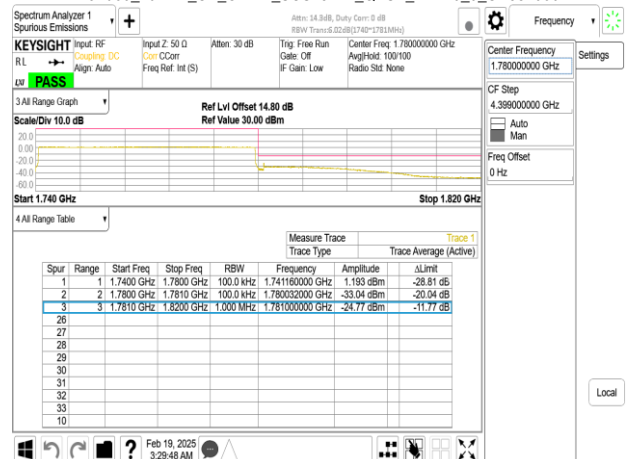 Spectrum Analyzer 1
Spurious Emissions
Attn: 14.8dB, Duty Corr: 0 dB
RBW Trans:6.02dB(1740~1781MHz)
Frequency
KEYSIGHT
RL
LXI
PASS
Input: RF
Coupling: DC
Align: Auto
Input Z: 50 Ω
Corr CCorr
Freq Ref: Int (S)
Atten: 30 dB
Trig: Free Run
Gate: Off
IF Gain: Low
Center Freq: 1.780000000 GHz
Avg|Hold: 100/100
Radio Std: None
Center Frequency
1.780000000 GHz
Settings
CF Step
4.399000000 GHz
Auto
Man
Freq Offset
0 Hz
3 All Range Graph
Scale/Div 10.0 dB
Ref Lvl Offset 14.80 dB
Ref Value 30.00 dBm
20.0
0.00
-20.0
-40.0
-60.0
Start 1.740 GHz
Stop 1.820 GHz
4 All Range Table
Measure Trace Trace 1
Trace Type Trace Average (Active)
Spur Range Start Freq Stop Freq RBW Frequency Amplitude ΔLimit
1 1 1.7400 GHz 1.7800 GHz 100.0 kHz 1.741160000 GHz 1.193 dBm -28.81 dB
2 2 1.7800 GHz 1.7810 GHz 100.0 kHz 1.780032000 GHz -33.04 dBm -20.04 dB
3 3 1.7810 GHz 1.8200 GHz 1.000 MHz 1.781000000 GHz -24.77 dBm -11.77 dB
26
27
28
29
30
31
32
33
10
Local
?
Feb 19, 2025
3:29:48 AM